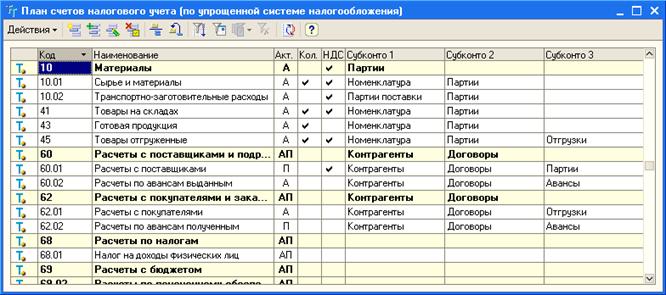 План счетов налогового учета (по упрощенной системе налогообложения)
Действия
Код Наименование Акт. Кол. НДС Субконто 1 Субконто 2 Субконто 3
10 Материалы А ✓ Партии
10.01 Сырье и материалы А ✓ ✓ Номенклатура Партии
10.02 Транспортно-заготовительные расходы А ✓ Партии поставки Партии
41 Товары на складах А ✓ ✓ Номенклатура Партии
43 Готовая продукция А ✓ Номенклатура Партии
45 Товары отгруженные А ✓ ✓ Номенклатура Партии Отгрузки
60 Расчеты с поставщиками и подр... АП Контрагенты Договоры
60.01 Расчеты с поставщиками П ✓ Контрагенты Договоры Партии
60.02 Расчеты по авансам выданным А Контрагенты Договоры Авансы
62 Расчеты с покупателями и зака... АП Контрагенты Договоры
62.01 Расчеты с покупателями А Контрагенты Договоры Отгрузки
62.02 Расчеты по авансам полученным П Контрагенты Договоры Авансы
68 Расчеты по налогам АП
68.01 Налог на доходы физических лиц АП
69 Расчеты с бюджетом АП